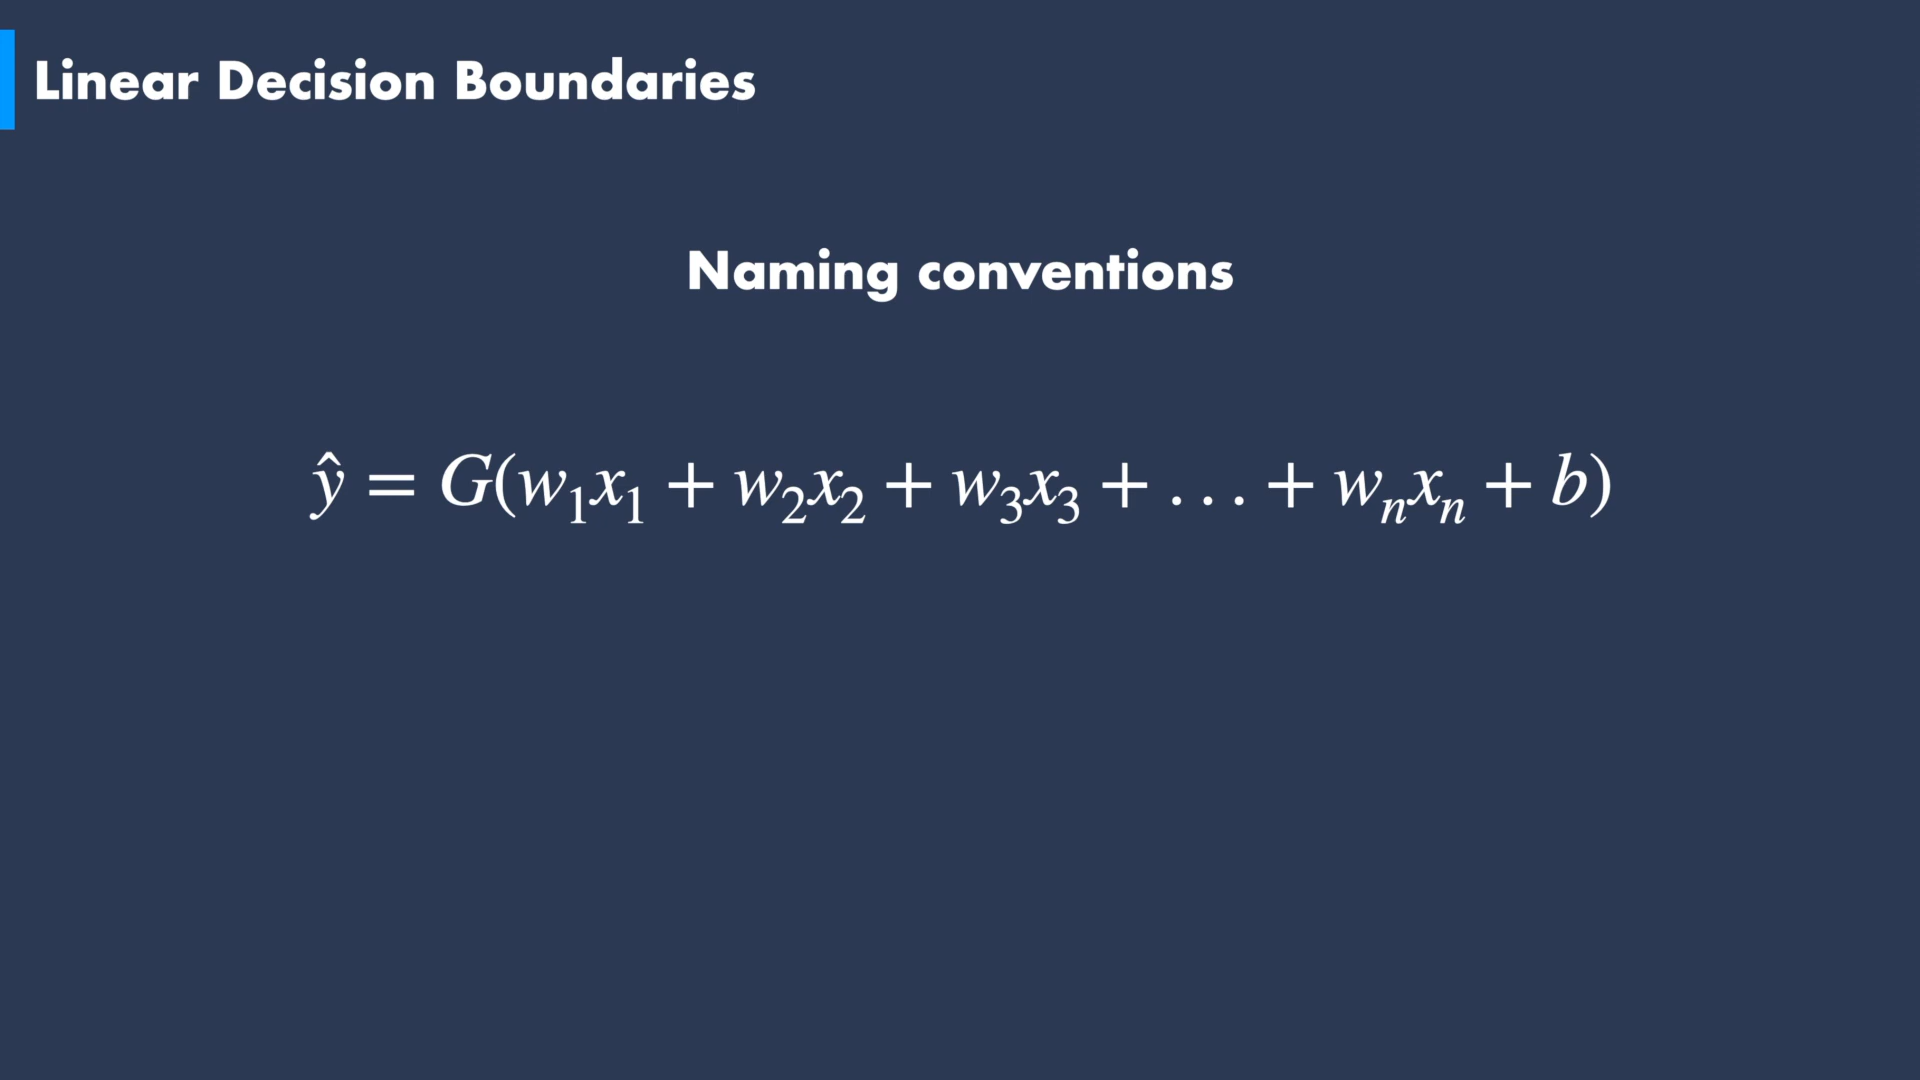 Linear Decision Boundaries
Naming conventions
ŷ = G(w₁x₁ + w₂x₂ + w₃x₃ + . . . + wₙxₙ + b)